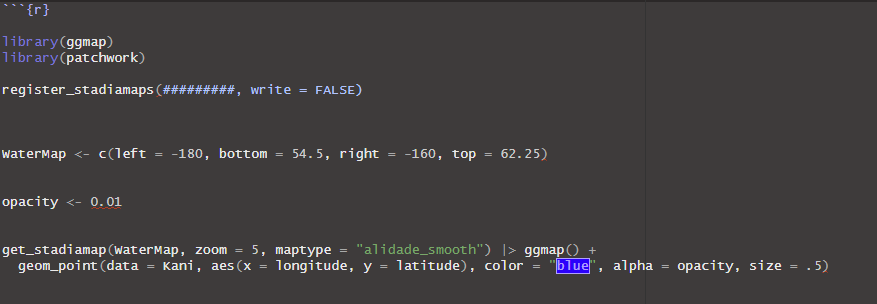 ```{r}
library(ggmap)
library(patchwork)
register_stadiamaps(#########, write = FALSE)
WaterMap <- c(left = -180, bottom = 54.5, right = -160, top = 62.25)
opacity <- 0.01
get_stadiamap(WaterMap, zoom = 5, maptype = "alidade_smooth") |> ggmap() +
geom_point(data = Kani, aes(x = longitude, y = latitude), color = "blue", alpha = opacity, size = .5)